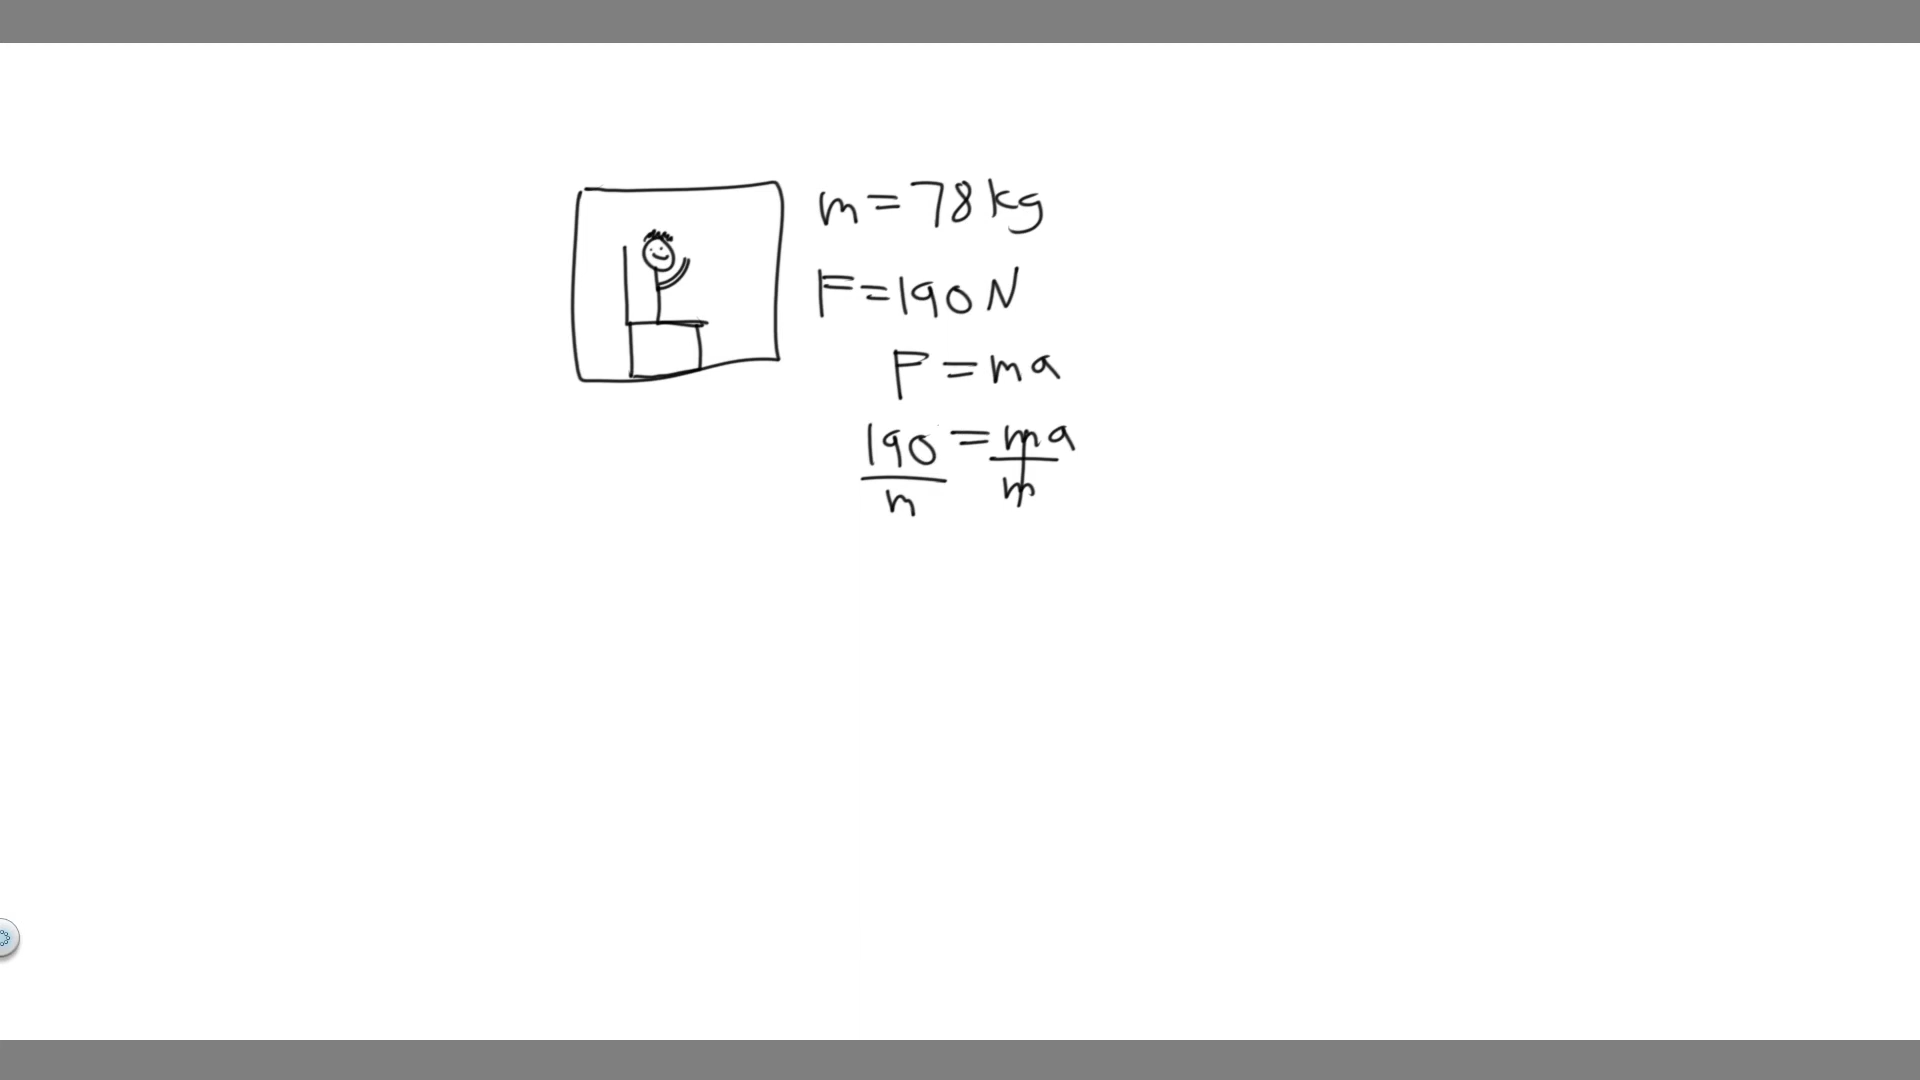 m = 78 kg
F = 190 N
F = ma
190 = ma
m m